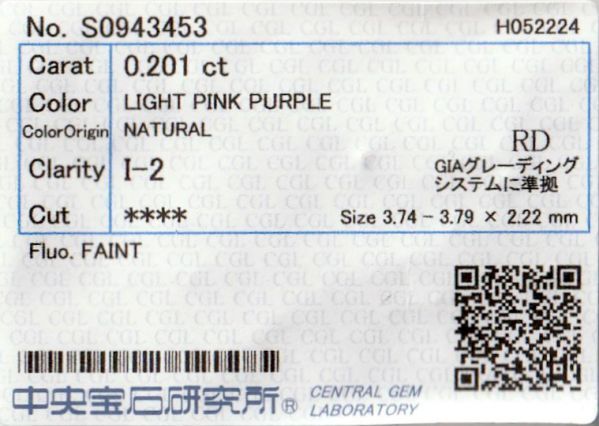 No. S0943453 H052224
Carat 0.201 ct
Color LIGHT PINK PURPLE
ColorOrigin NATURAL
RD
Clarity I-2
GIAグレーディング
システムに準拠
Cut **** Size 3.74 - 3.79 × 2.22 mm
Fluo. FAINT
中央宝石研究所® CENTRAL GEM
LABORATORY